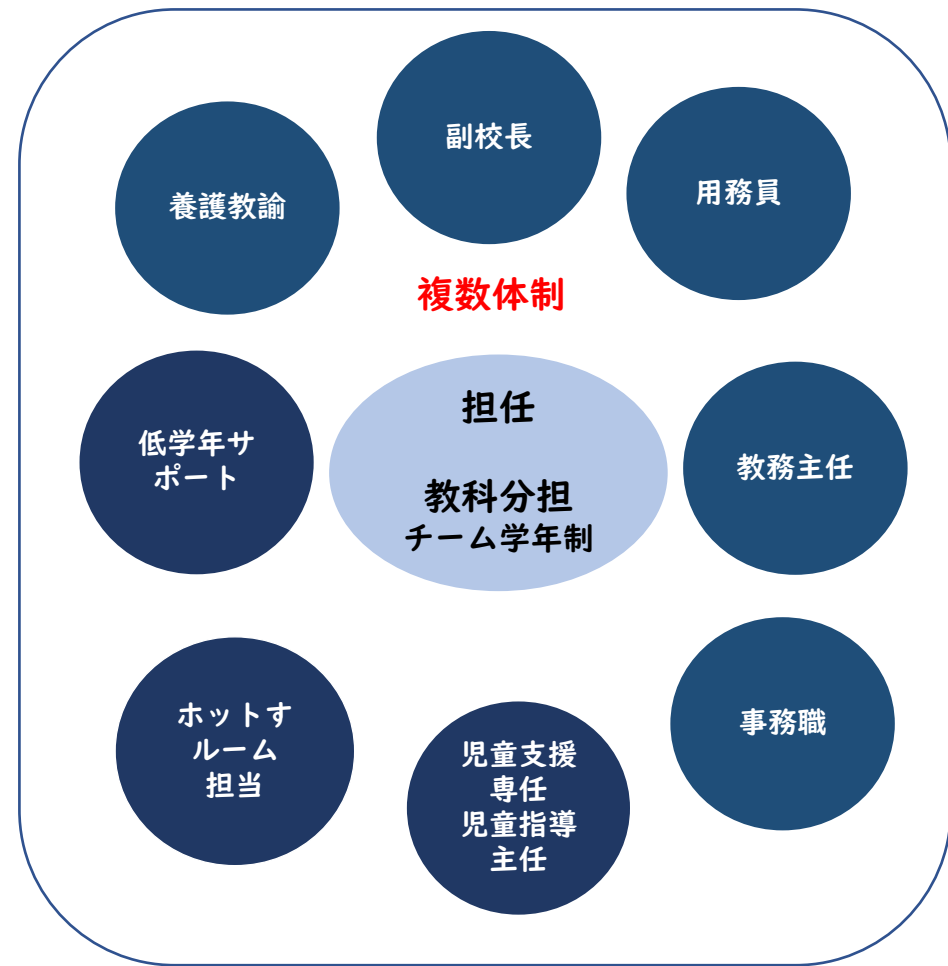 副校長
養護教諭
用務員
複数体制
担任
教科分担
チーム学年制
低学年サ
ポート
教務主任
ホットす
ルーム
担当
児童支援
専任
児童指導
主任
事務職